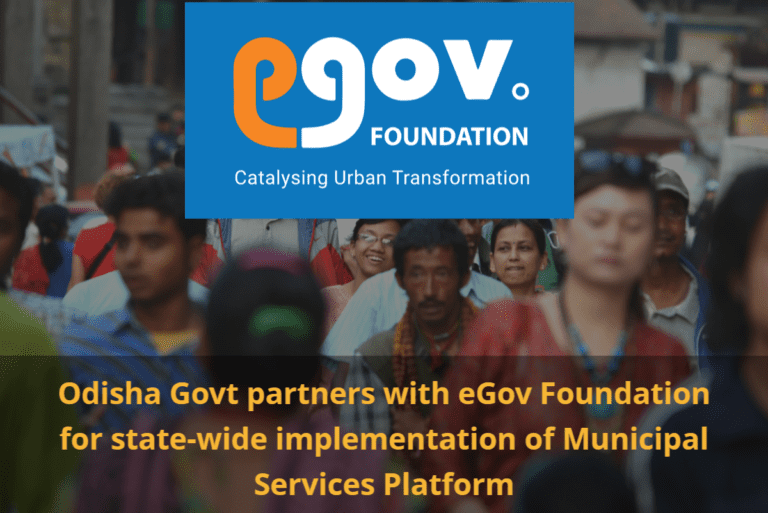 egov.
FOUNDATION
Catalysing Urban Transformation
Odisha Govt partners with eGov Foundation
for state-wide implementation of Municipal
Services Platform